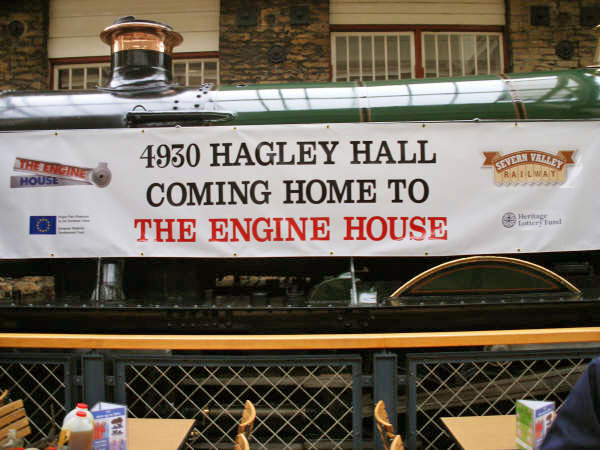 THE ENGINE
HOUSE
4930 HAGLEY HALL
COMING HOME TO
THE ENGINE HOUSE
SEVERN VALLEY
RAILWAY
Heritage
Lottery Fund